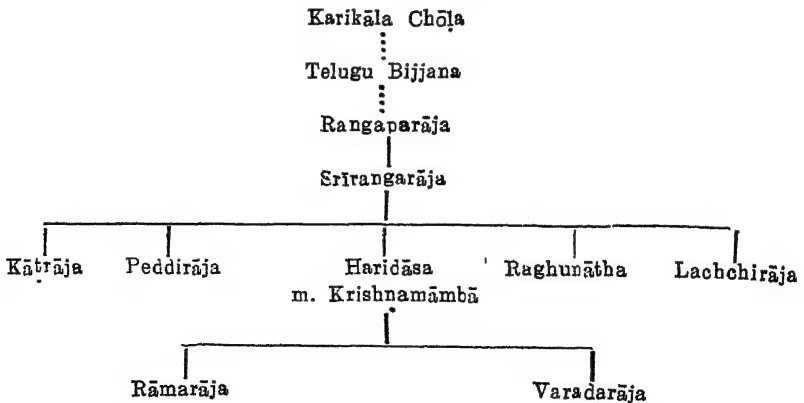 Karikāla Chōḷa
Telugu Bijjana
Rangaparāja
Srīrangarāja
Kāṭrāja Peddirāja Haridāsa Raghunātha Lachchirāja
m. Krishnamāmbā
Rāmarāja Varadarāja